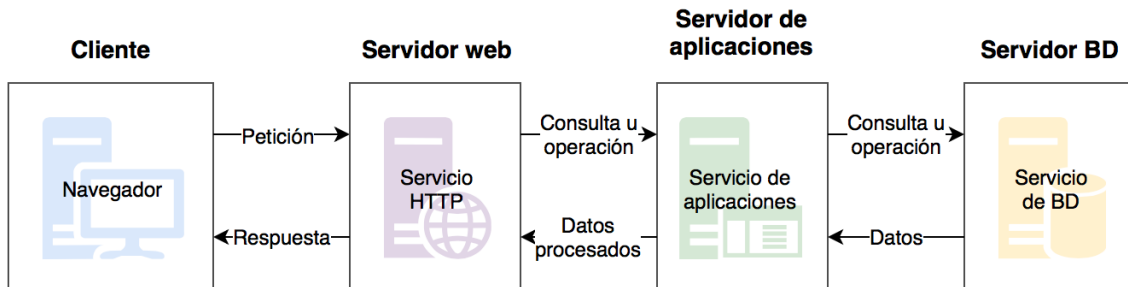 Cliente
Servidor web
Servidor de
aplicaciones
Servidor BD
Petición
Consulta u
operación
Consulta u
operación
Navegador
Servicio
HTTP
Servicio de
aplicaciones
Servicio
de BD
Respuesta
Datos
procesados
Datos